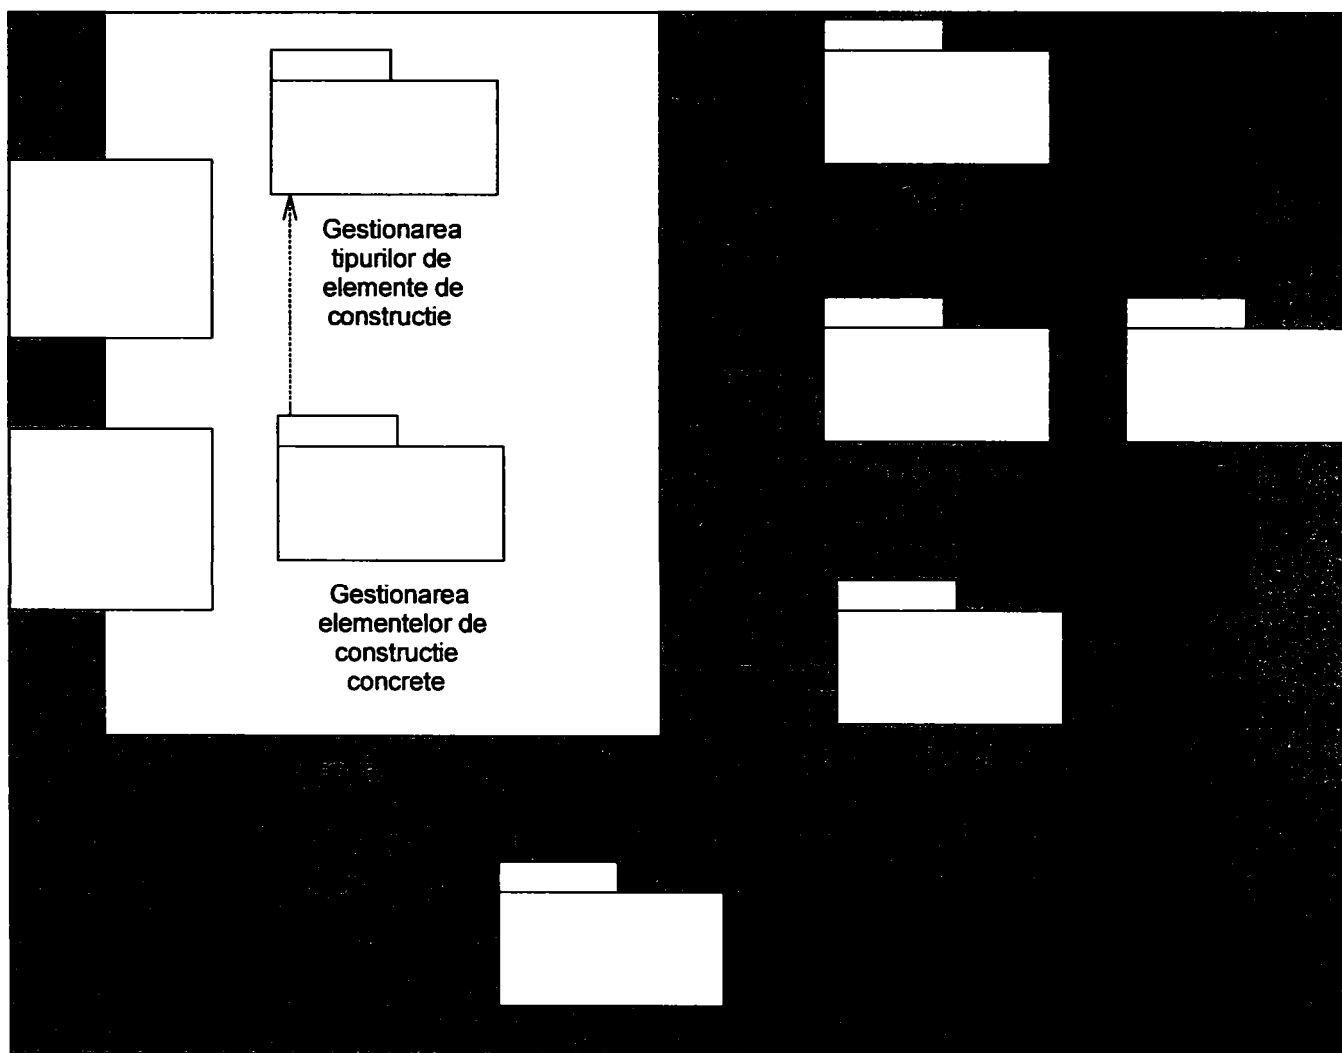 Gestionarea
tipurilor de
elemente de
constructie
Gestionarea
elementelor de
constructie
concrete